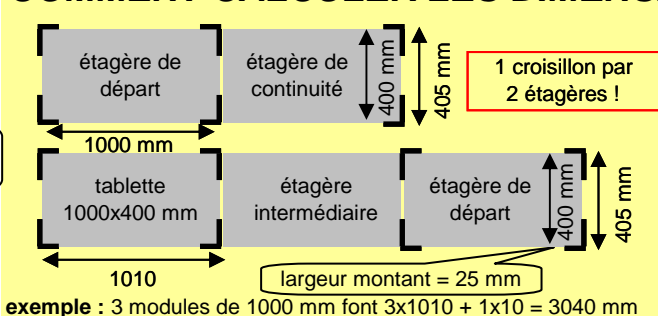 étagère de
départ
étagère de
continuité
400 mm
405 mm
1 croisillon par
2 étagères !
1000 mm
tablette
1000x400 mm
étagère
intermédiaire
étagère de
départ
400 mm
405 mm
1010
largeur montant = 25 mm
exemple : 3 modules de 1000 mm font 3x1010 + 1x10 = 3040 mm